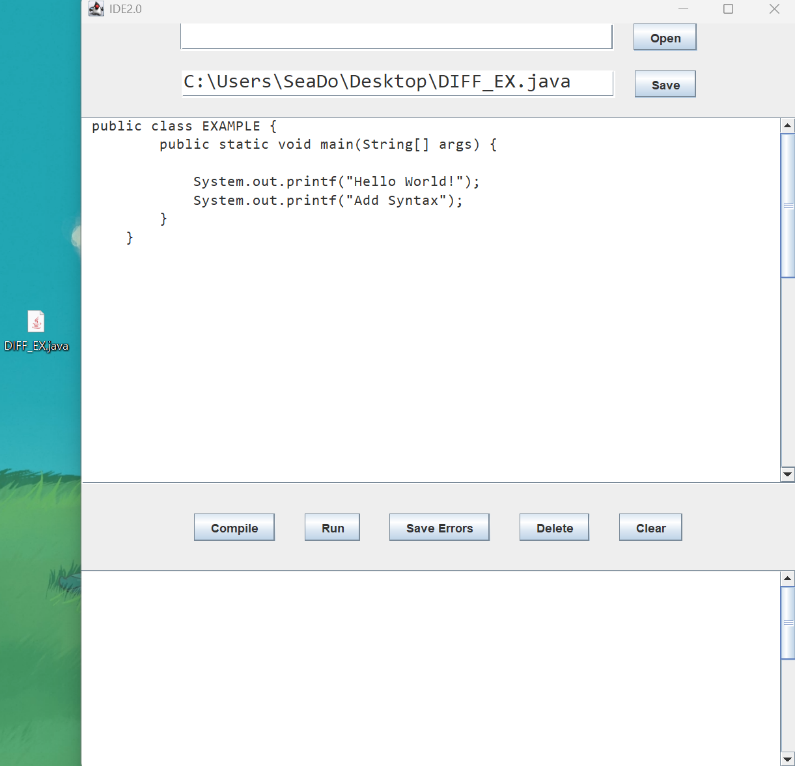 IDE2.0
Open
C:\Users\SeaDo\Desktop\DIFF_EX.java
Save
public class EXAMPLE {
public static void main(String[] args) {
System.out.printf("Hello World!");
System.out.printf("Add Syntax");
}
}
DIFF_EX.java
Compile
Run
Save Errors
Delete
Clear